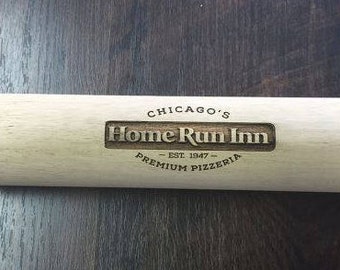 CHICAGO'S
Home Run Inn
EST. 1947
PREMIUM PIZZERIA